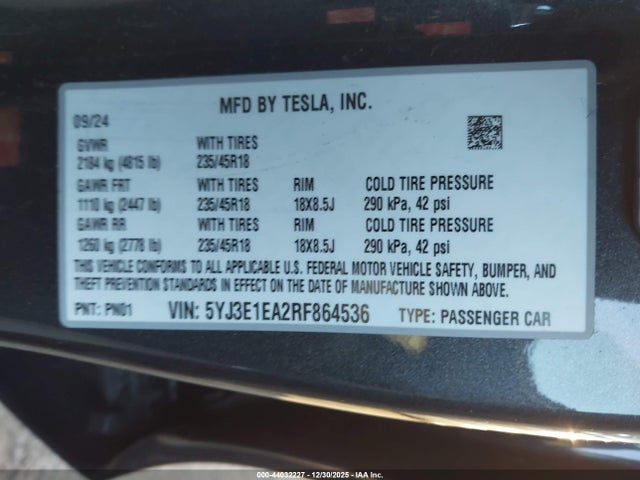 MFD BY TESLA, INC.
09/24
GVWR WITH TIRES
2184 kg (4815 lb) 235/45R18
GAWR FRT WITH TIRES RIM COLD TIRE PRESSURE
1110 kg (2447 lb) 235/45R18 18X8.5J 290 kPa, 42 psi
GAWR RR WITH TIRES RIM COLD TIRE PRESSURE
1260 kg (2778 lb) 235/45R18 18X8.5J 290 kPa, 42 psi
THIS VEHICLE CONFORMS TO ALL APPLICABLE U.S. FEDERAL MOTOR VEHICLE SAFETY, BUMPER, AND
THEFT PREVENTION STANDARDS IN EFFECT ON THE DATE OF MANUFACTURE SHOWN ABOVE.
PNT: PN01 VIN: 5YJ3E1EA2RF864536 TYPE: PASSENGER CAR
000-44032227 - 12/30/2025 - IAA Inc.